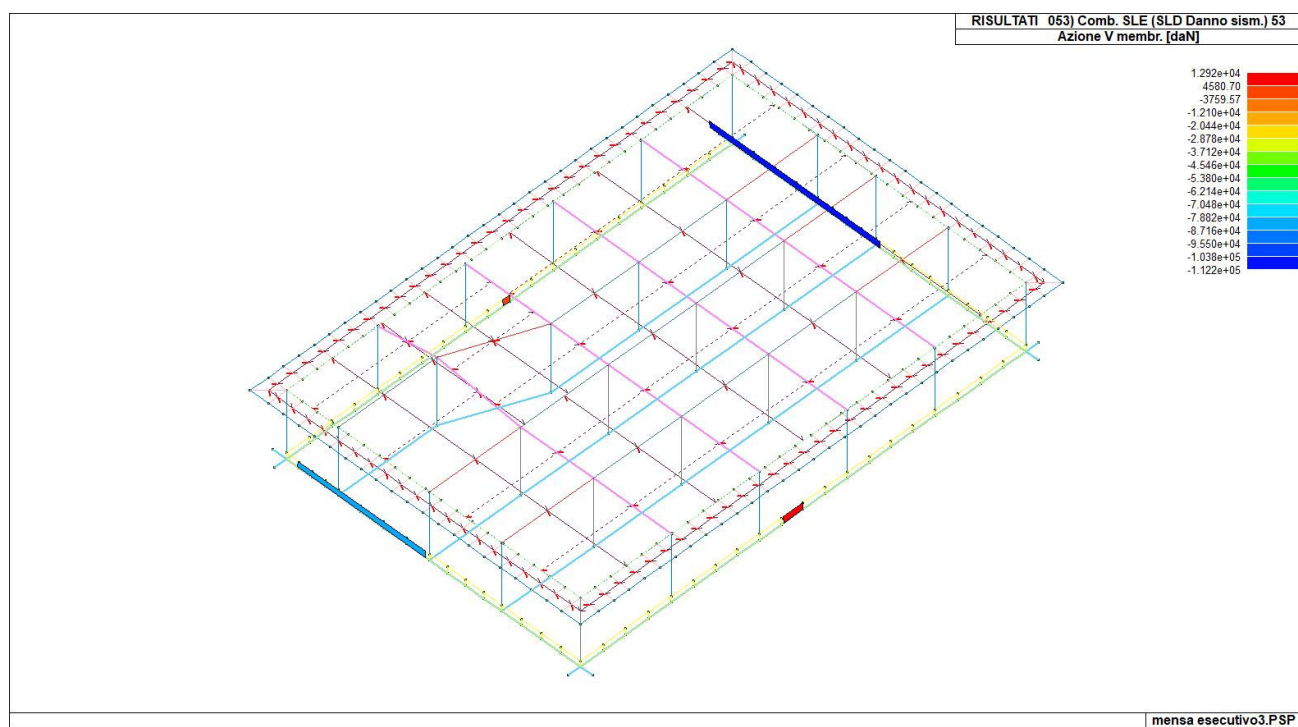 RISULTATI 053) Comb. SLE (SLD Danno sism.) 53
Azione V membr. [daN]
1.292e+04
4580.70
-3759.57
-1.210e+04
-2.044e+04
-2.878e+04
-3.712e+04
-4.546e+04
-5.380e+04
-6.214e+04
-7.048e+04
-7.882e+04
-8.716e+04
-9.550e+04
-1.038e+05
-1.122e+05
mensa esecutivo3.PSP